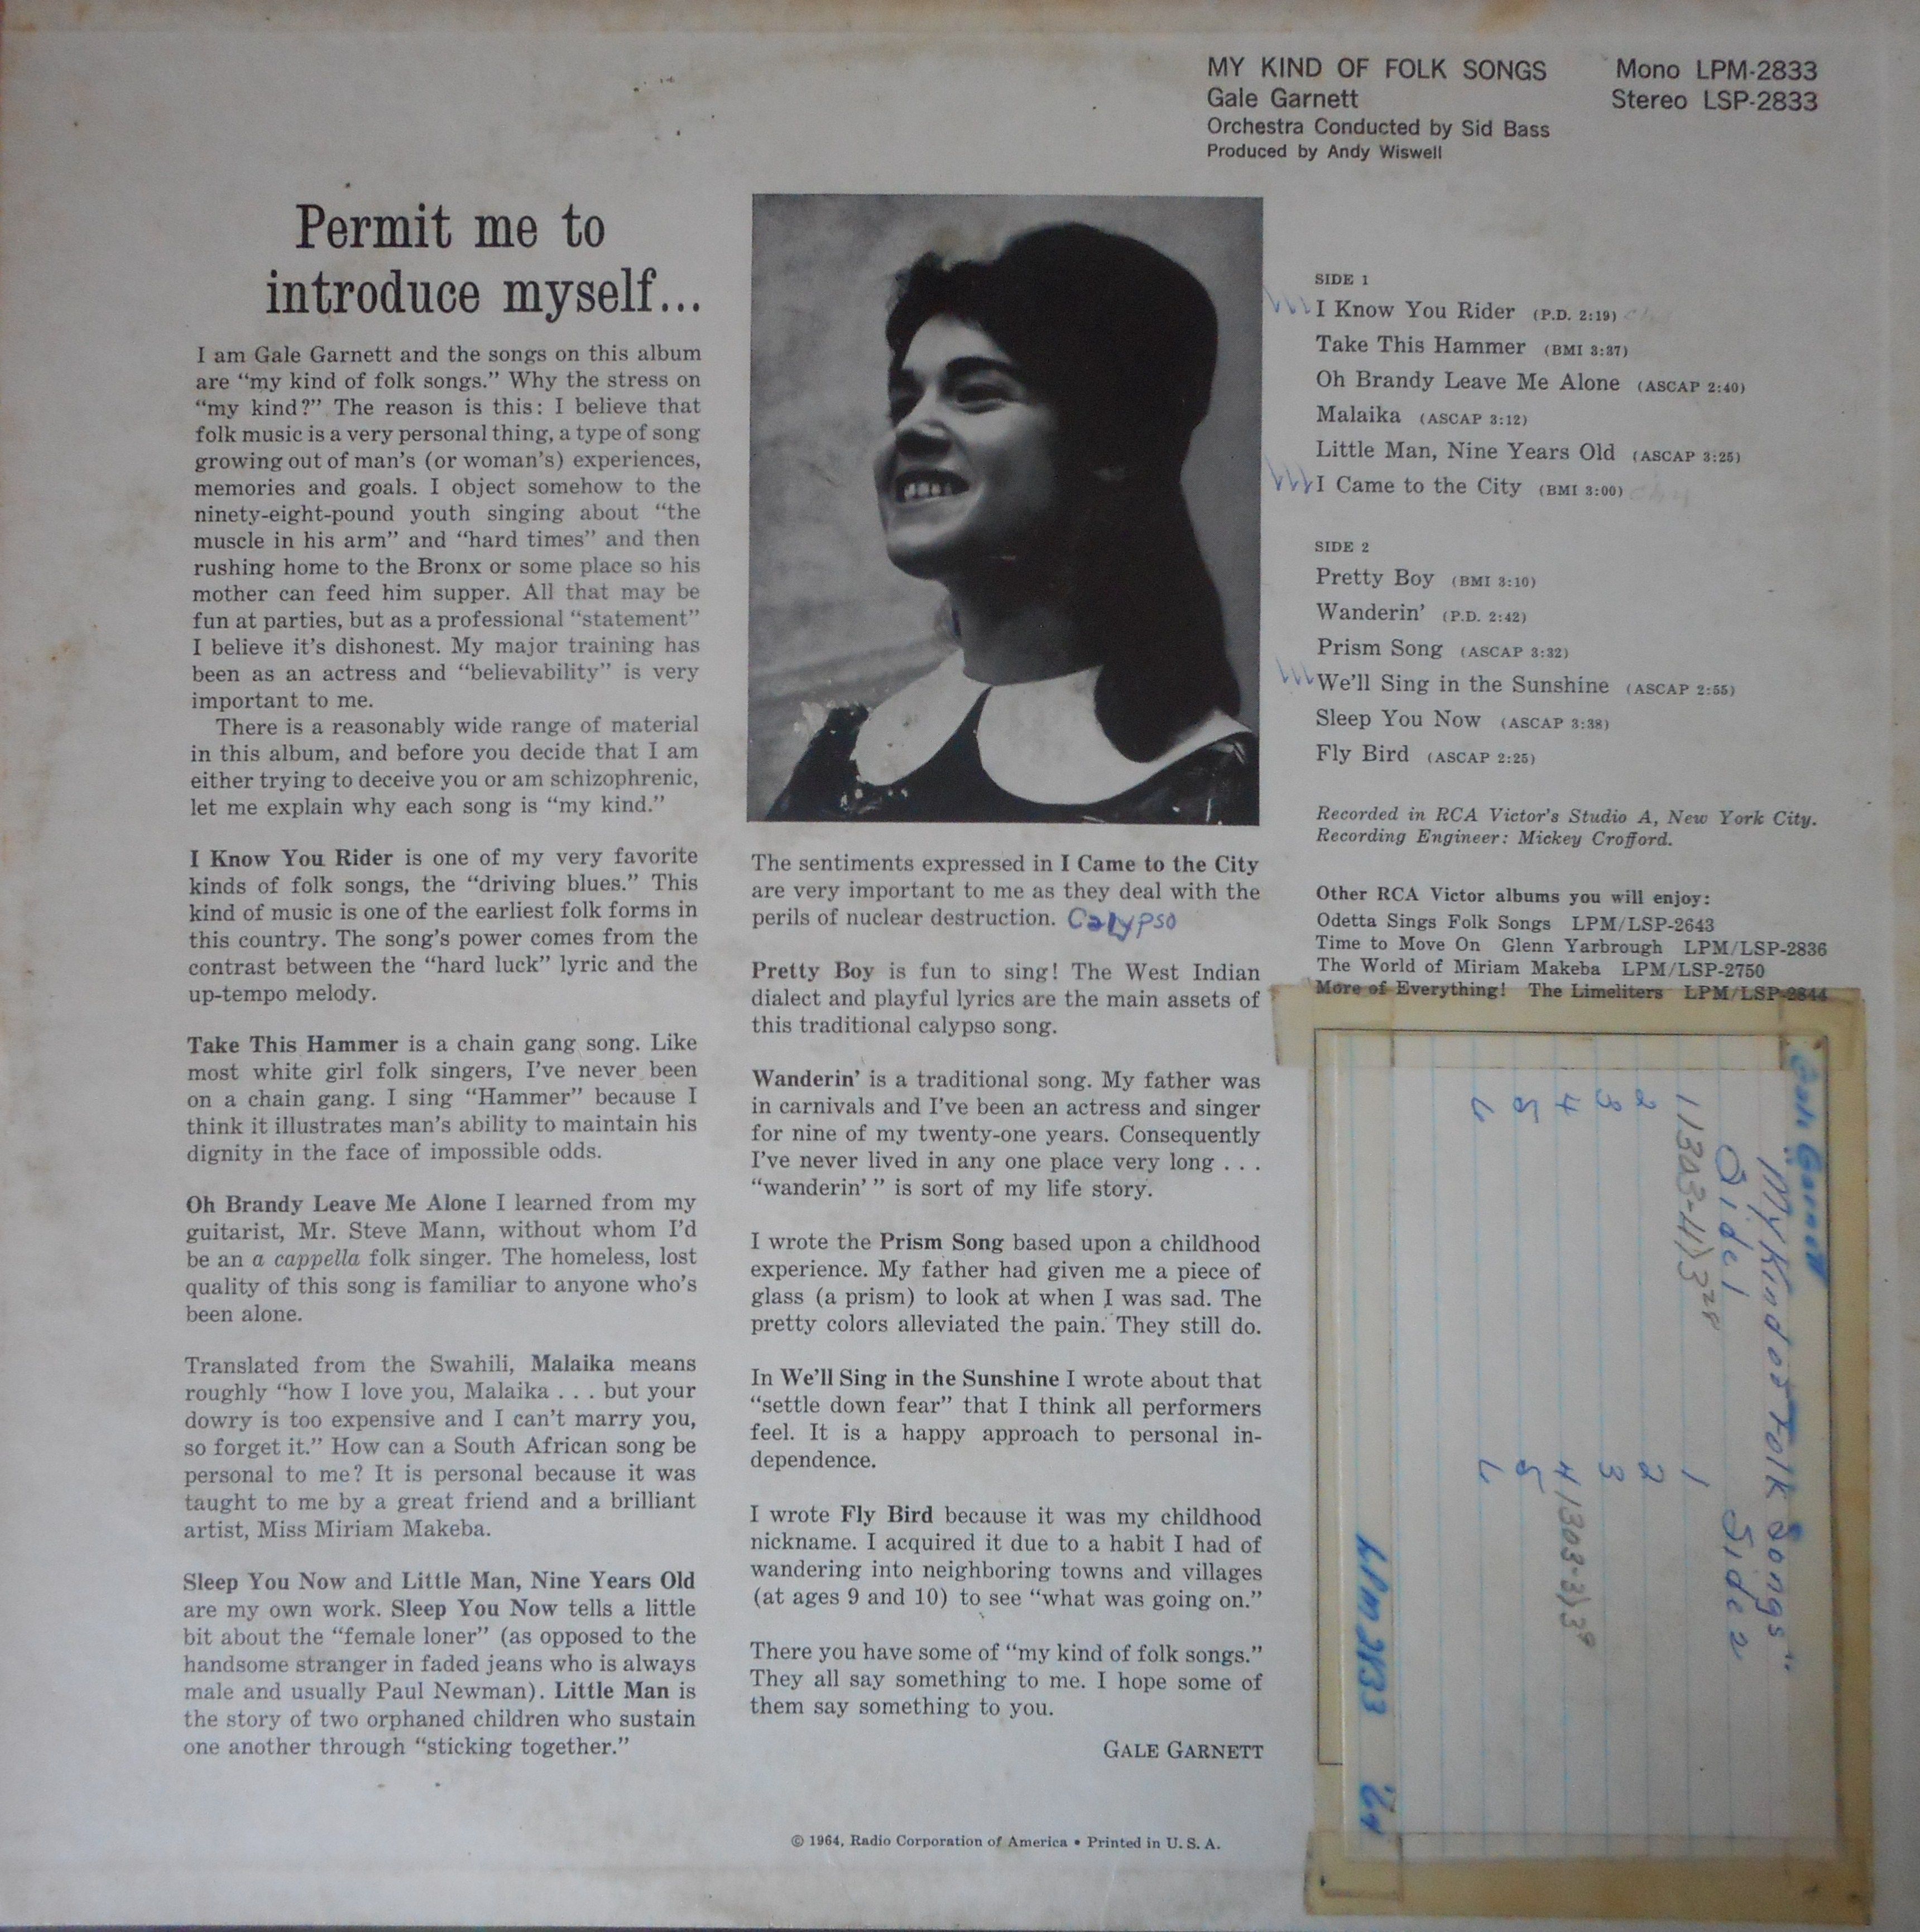 MY KIND OF FOLK SONGS
Gale Garnett
Orchestra Conducted by Sid Bass
Produced by Andy Wiswell
Mono LPM-2833
Stereo LSP-2833
Permit me to
introduce myself...
I am Gale Garnett and the songs on this album
are “my kind of folk songs.” Why the stress on
“my kind?” The reason is this: I believe that
folk music is a very personal thing, a type of song
growing out of man’s (or woman’s) experiences,
memories and goals. I object somehow to the
ninety-eight-pound youth singing about “the
muscle in his arm” and “hard times” and then
rushing home to the Bronx or some place so his
mother can feed him supper. All that may be
fun at parties, but as a professional “statement”
I believe it’s dishonest. My major training has
been as an actress and “believability” is very
important to me.
There is a reasonably wide range of material
in this album, and before you decide that I am
either trying to deceive you or am schizophrenic,
let me explain why each song is “my kind.”
I Know You Rider is one of my very favorite
kinds of folk songs, the “driving blues.” This
kind of music is one of the earliest folk forms in
this country. The song’s power comes from the
contrast between the “hard luck” lyric and the
up-tempo melody.
Take This Hammer is a chain gang song. Like
most white girl folk singers, I’ve never been
on a chain gang. I sing “Hammer” because I
think it illustrates man’s ability to maintain his
dignity in the face of impossible odds.
Oh Brandy Leave Me Alone I learned from my
guitarist, Mr. Steve Mann, without whom I’d
be an a cappella folk singer. The homeless, lost
quality of this song is familiar to anyone who’s
been alone.
Translated from the Swahili, Malaika means
roughly “how I love you, Malaika . . . but your
dowry is too expensive and I can’t marry you,
so forget it.” How can a South African song be
personal to me? It is personal because it was
taught to me by a great friend and a brilliant
artist, Miss Miriam Makeba.
Sleep You Now and Little Man, Nine Years Old
are my own work. Sleep You Now tells a little
bit about the “female loner” (as opposed to the
handsome stranger in faded jeans who is always
male and usually Paul Newman). Little Man is
the story of two orphaned children who sustain
one another through “sticking together.”
The sentiments expressed in I Came to the City
are very important to me as they deal with the
perils of nuclear destruction. Calypso
Pretty Boy is fun to sing! The West Indian
dialect and playful lyrics are the main assets of
this traditional calypso song.
Wanderin’ is a traditional song. My father was
in carnivals and I’ve been an actress and singer
for nine of my twenty-one years. Consequently
I’ve never lived in any one place very long . . .
“wanderin’ ” is sort of my life story.
I wrote the Prism Song based upon a childhood
experience. My father had given me a piece of
glass (a prism) to look at when I was sad. The
pretty colors alleviated the pain. They still do.
In We’ll Sing in the Sunshine I wrote about that
“settle down fear” that I think all performers
feel. It is a happy approach to personal in-
dependence.
I wrote Fly Bird because it was my childhood
nickname. I acquired it due to a habit I had of
wandering into neighboring towns and villages
(at ages 9 and 10) to see “what was going on.”
There you have some of “my kind of folk songs.”
They all say something to me. I hope some of
them say something to you.
GALE GARNETT
© 1964, Radio Corporation of America • Printed in U. S. A.
SIDE 1
I Know You Rider (P.D. 2:19)
Take This Hammer (BMI 3:37)
Oh Brandy Leave Me Alone (ASCAP 2:40)
Malaika (ASCAP 3:12)
Little Man, Nine Years Old (ASCAP 3:25)
I Came to the City (BMI 3:00)
SIDE 2
Pretty Boy (BMI 3:10)
Wanderin’ (P.D. 2:42)
Prism Song (ASCAP 3:32)
We’ll Sing in the Sunshine (ASCAP 2:55)
Sleep You Now (ASCAP 3:38)
Fly Bird (ASCAP 2:25)
Recorded in RCA Victor’s Studio A, New York City.
Recording Engineer: Mickey Crofford.
Other RCA Victor albums you will enjoy:
Odetta Sings Folk Songs LPM/LSP-2643
Time to Move On Glenn Yarbrough LPM/LSP-2836
The World of Miriam Makeba LPM/LSP-2750
More of Everything! The Limeliters LPM/LSP-2844
Gale Garnett
"My Kind of Folk Songs"
Side 1 Side 2
1 1303-4) 3 28 1
2 2
3 3
4 4 1303-3) 3 9
5 5
6 6
LPM 2833 '64